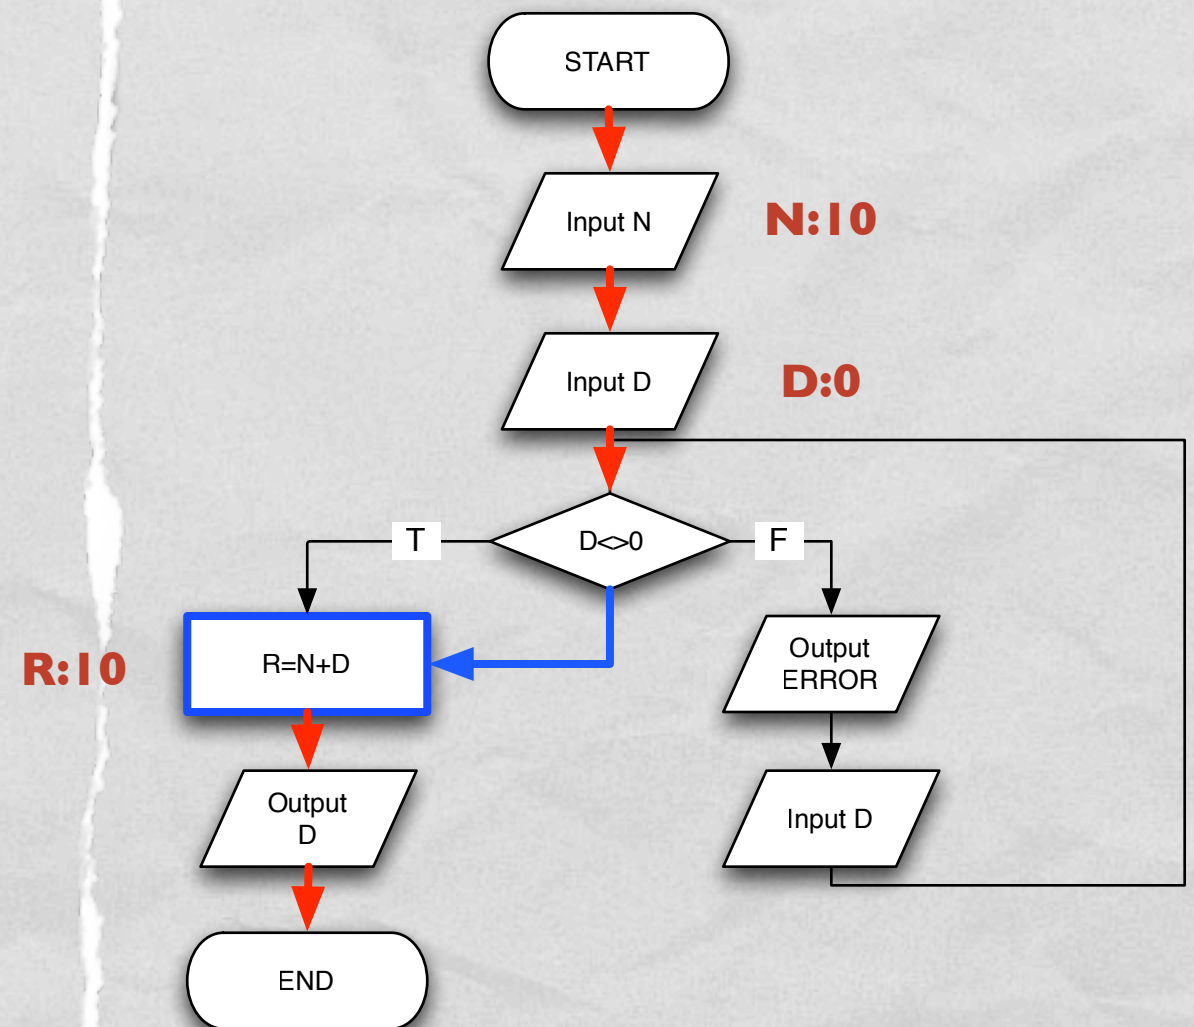 START
Input N
N:10
Input D
D:0
T
D<>0
F
R:10
R=N+D
Output
ERROR
Output
D
Input D
END